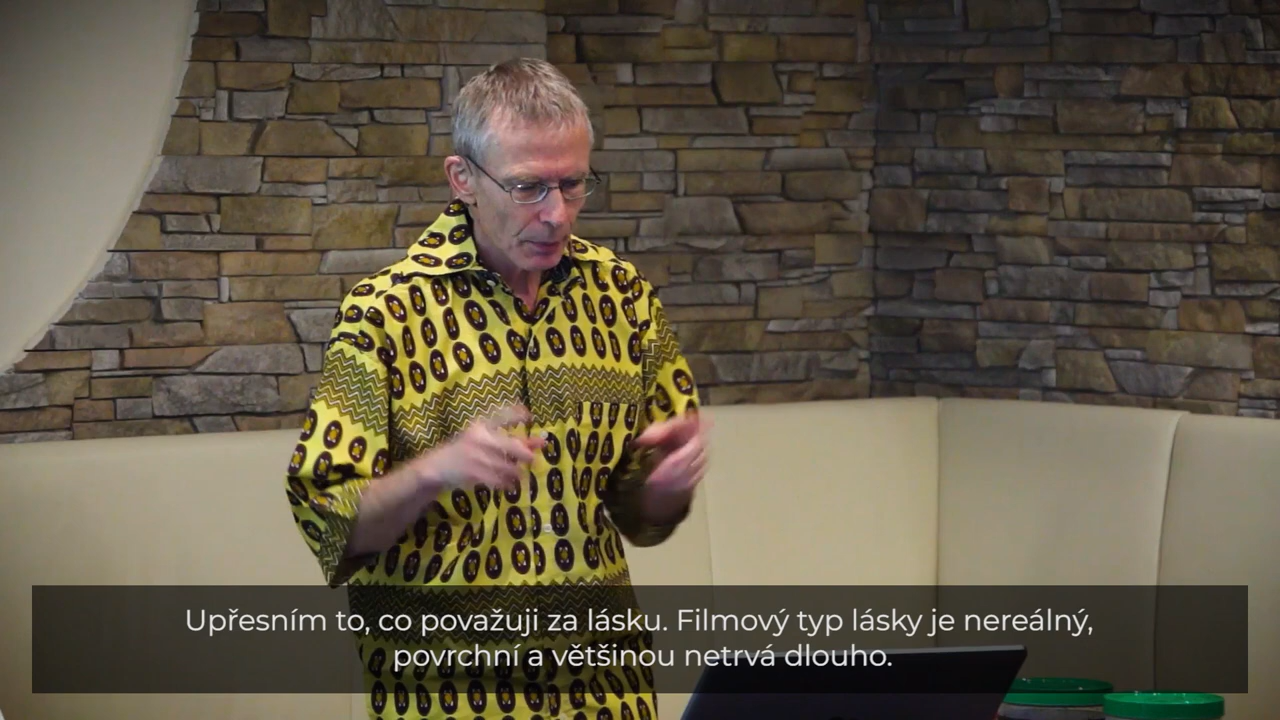 Upřesním to, co považuji za lásku. Filmový typ lásky je nereálný,
povrchní a většinou netrvá dlouho.